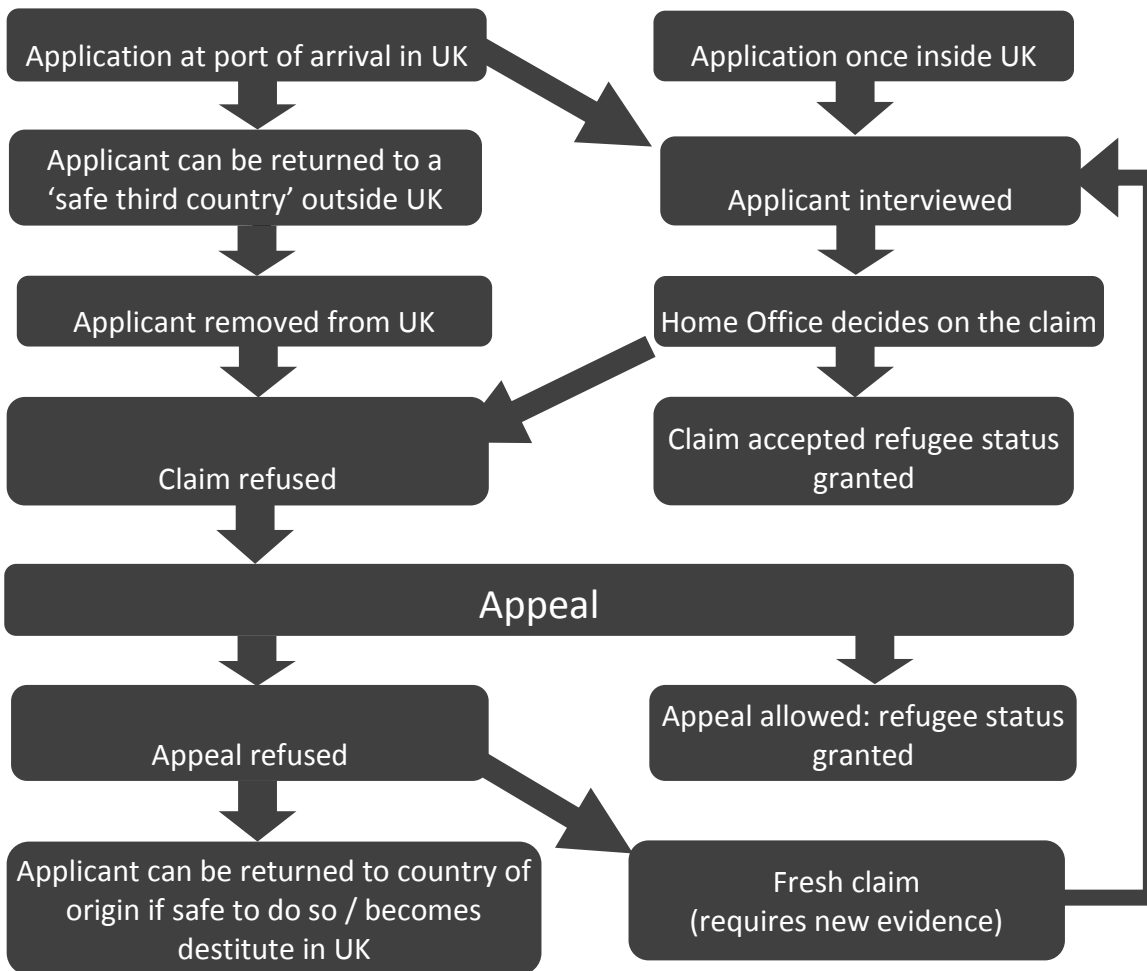 Application at port of arrival in UK
Application once inside UK
Applicant can be returned to a
‘safe third country’ outside UK
Applicant interviewed
Applicant removed from UK
Home Office decides on the claim
Claim refused
Claim accepted refugee status
granted
Appeal
Appeal refused
Appeal allowed: refugee status
granted
Applicant can be returned to country of
origin if safe to do so / becomes
destitute in UK
Fresh claim
(requires new evidence)